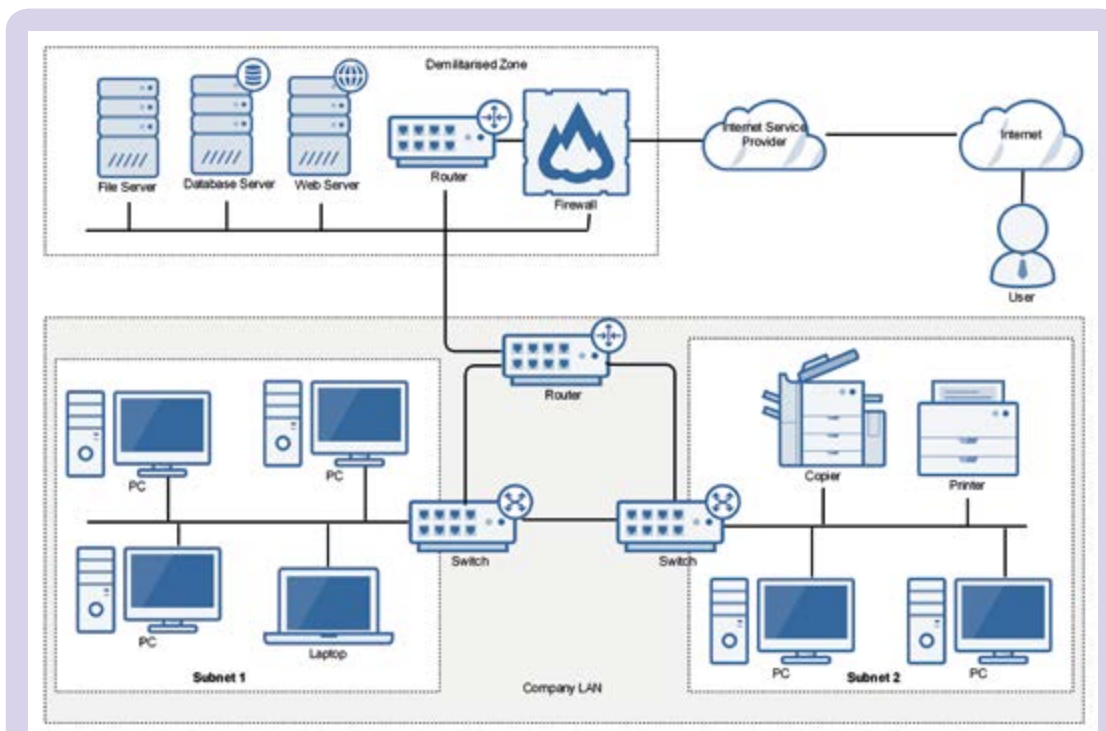 Demilitarised Zone
File Server
Database Server
Web Server
Router
Firewall
Internet Service
Provider
Internet
User
Router
PC
PC
Copier
Printer
Switch
Switch
PC
Laptop
PC
PC
Subnet 1
Subnet 2
Company LAN